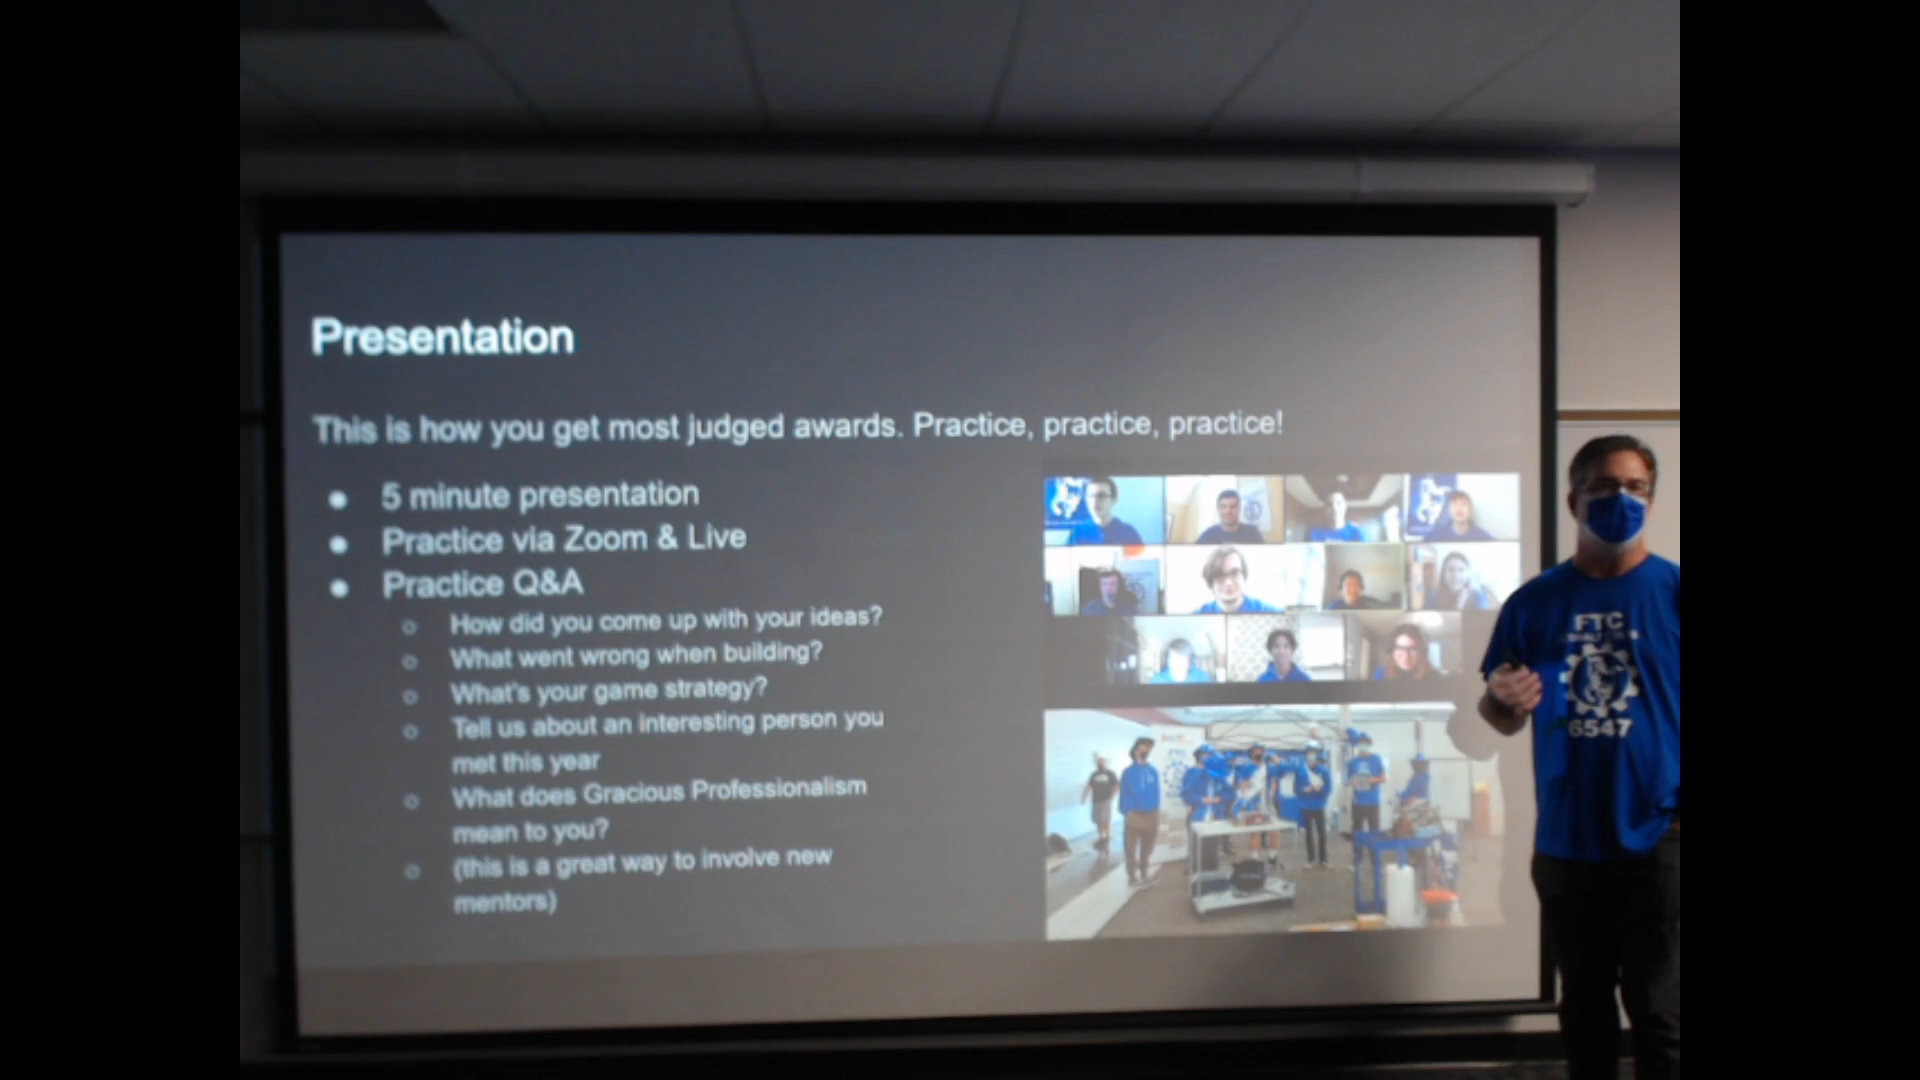 Presentation
This is how you get most judged awards. Practice, practice, practice!
● 5 minute presentation
● Practice via Zoom & Live
● Practice Q&A
○ How did you come up with your ideas?
○ What went wrong when building?
○ What's your game strategy?
○ Tell us about an interesting person you
met this year
○ What does Gracious Professionalism
mean to you?
○ (this is a great way to involve new
mentors)
FTC
6547